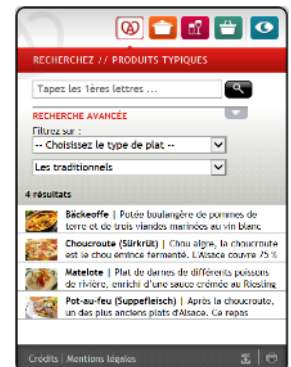 RECHERCHEZ // PRODUITS TYPIQUES
Tapez les 1ères lettres ...
RECHERCHE AVANCÉE
Filtrez sur :
-- Choisissez le type de plat --
Les traditionnels
4 résultats
Bäckeoffe | Potée boulangère de pommes de
terre et de trois viandes marinées au vin blanc
Choucroute (Sürkrüt) | Chou aigre, la choucroute
est le chou émincé fermenté. L'Alsace couvre 75 %
Matelote | Plat de darnes de différents poissons
de rivière, enrichi d'une sauce crémée au Riesling
Pot-au-feu (Suppefleisch) | Après la choucroute,
un des plus anciens plats d'Alsace. Ce repas
Crédits | Mentions légales